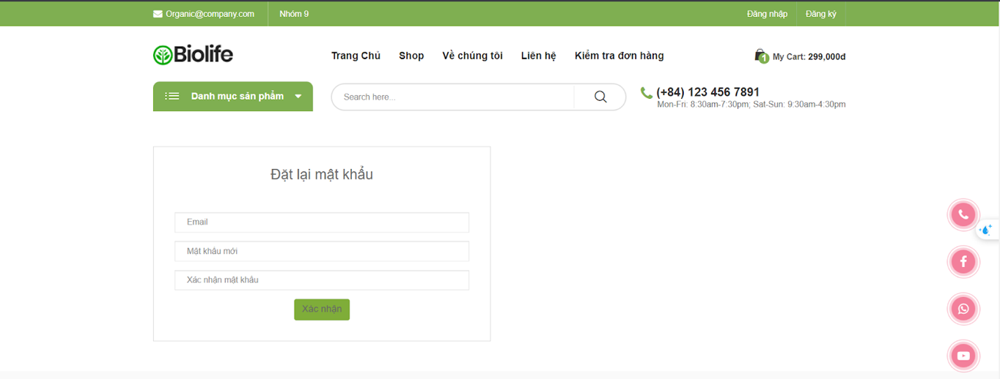 Organic@company.com Nhóm 9 Đăng nhập Đăng ký
Biolife Trang Chủ Shop Về chúng tôi Liên hệ Kiểm tra đơn hàng 1 My Cart: 299,000đ
Danh mục sản phẩm Search here... (+84) 123 456 7891
Mon-Fri: 8:30am-7:30pm; Sat-Sun: 9:30am-4:30pm
Đặt lại mật khẩu
Email
Mật khẩu mới
Xác nhận mật khẩu
Xác nhận